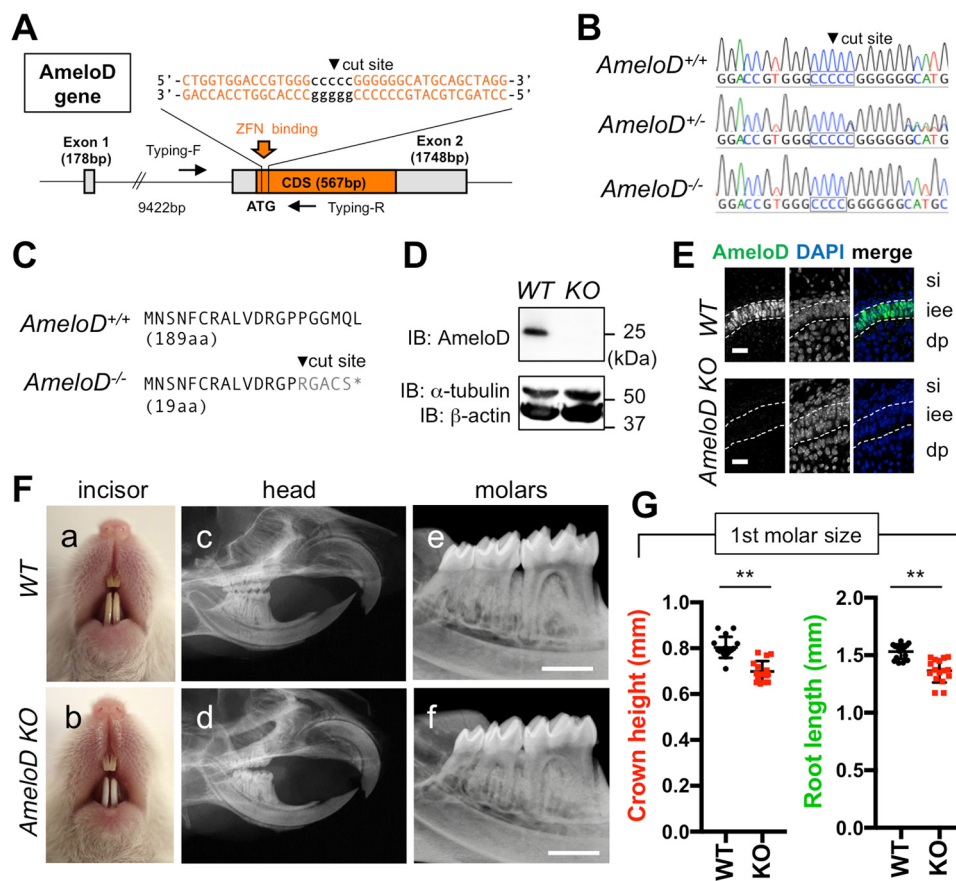 A
AmeloD
gene
▼cut site
5'-CTGGTGGACCGTGGGcccccGGGGGGCATGCAGCTAGG-3'
3'-GACCACCTGGCACCCgggggCCCCCCGTACGTCGATCC-5'
ZFN binding
Exon 1
(178bp)
Typing-F
Exon 2
(1748bp)
CDS (567bp)
9422bp
ATG
Typing-R
B
▼cut site
AmeloD+/+
GGACCGTGGGCCCCCGGGGGGCATG
AmeloD+/-
GGACCGTGGGCCCCCGGGGGGCATG
AmeloD-/-
GGACCGTGGGCCCCGGGGGGCATGC
C
AmeloD+/+
MNSNFCRALVDRGPPGGMQL
(189aa)
▼cut site
AmeloD-/-
MNSNFCRALVDRGPRGACS*
(19aa)
D
WT KO
IB: AmeloD
25
(kDa)
IB: α-tubulin
50
IB: β-actin
37
E
AmeloD DAPI merge
WT
si
iee
dp
AmeloD KO
si
iee
dp
F
incisor head molars
WT
a
c
e
AmeloD KO
b
d
f
G
1st molar size
**
Crown height (mm)
1.0
0.8
0.6
0.4
0.2
0.0
WT
KO
**
Root length (mm)
2.0
1.5
1.0
0.5
0.0
WT
KO